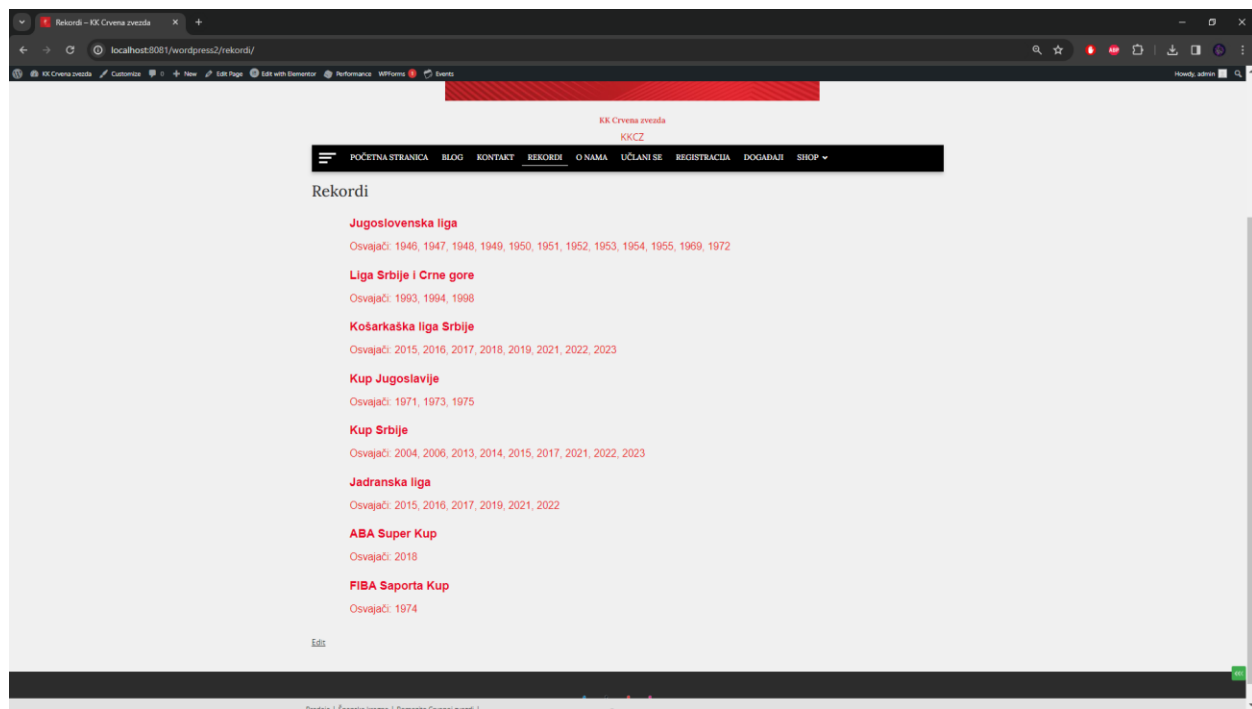 Rekordi – KK Crvena zvezda
localhost:8081/wordpress2/rekordi/
KK Crvena zvezda Customize 0 New Edit Page Edit with Elementor Performance WPForms Events Howdy, admin
KK Crvena zvezda
KKCZ
POČETNA STRANICA BLOG KONTAKT REKORDI O NAMA UČLANI SE REGISTRACIJA DOGAĐAJI SHOP
Rekordi
Jugoslovenska liga
Osvajači: 1946, 1947, 1948, 1949, 1950, 1951, 1952, 1953, 1954, 1955, 1969, 1972
Liga Srbije i Crne gore
Osvajači: 1993, 1994, 1998
Košarkaška liga Srbije
Osvajači: 2015, 2016, 2017, 2018, 2019, 2021, 2022, 2023
Kup Jugoslavije
Osvajači: 1971, 1973, 1975
Kup Srbije
Osvajači: 2004, 2006, 2013, 2014, 2015, 2017, 2021, 2022, 2023
Jadranska liga
Osvajači: 2015, 2016, 2017, 2019, 2021, 2022
ABA Super Kup
Osvajači: 2018
FIBA Saporta Kup
Osvajači: 1974
Edit